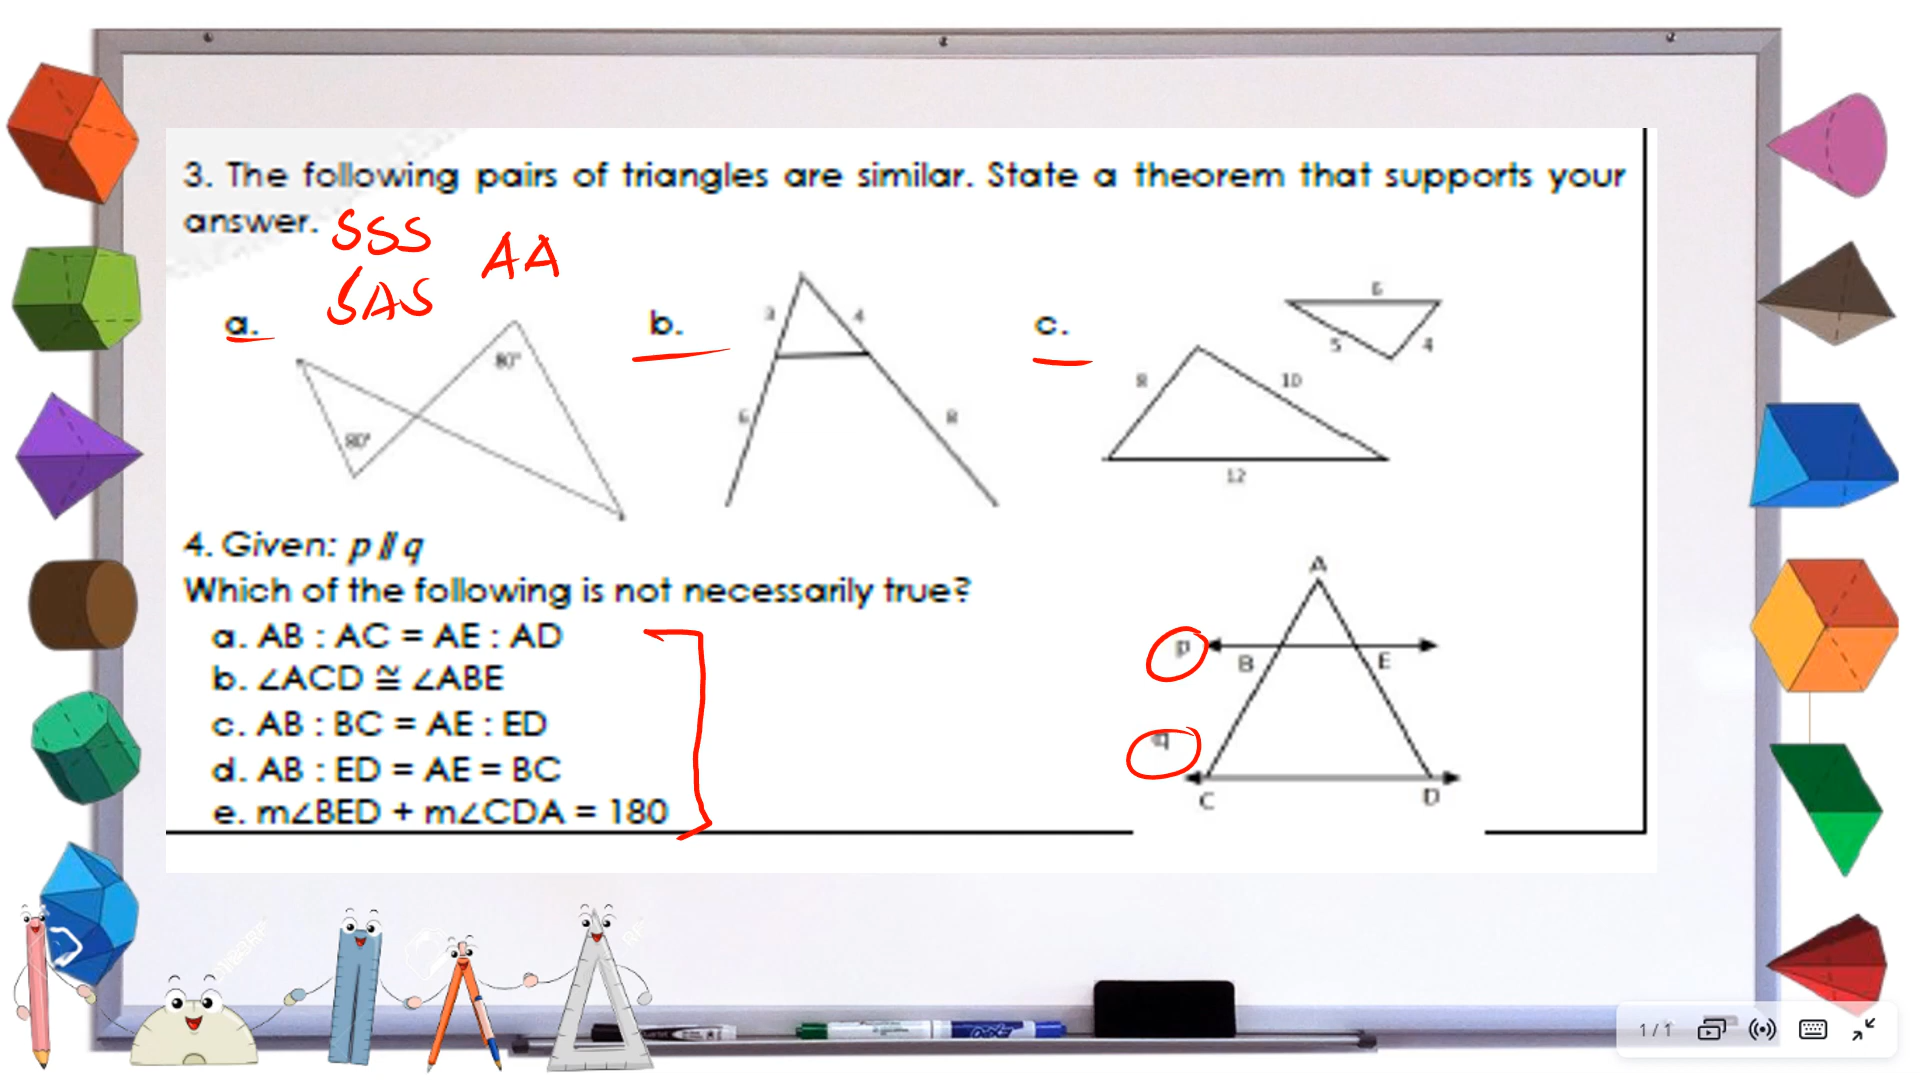 3. The following pairs of triangles are similar. State a theorem that supports your
answer.
SSS
SAS
AA
a.
80°
80°
b.
3
4
6
8
c.
6
5
4
8
10
12
4. Given: p ∥ q
Which of the following is not necessarily true?
a. AB : AC = AE : AD
b. ∠ACD ≅ ∠ABE
c. AB : BC = AE : ED
d. AB : ED = AE = BC
e. m∠BED + m∠CDA = 180
A
p
B
E
q
C
D
1 / 1